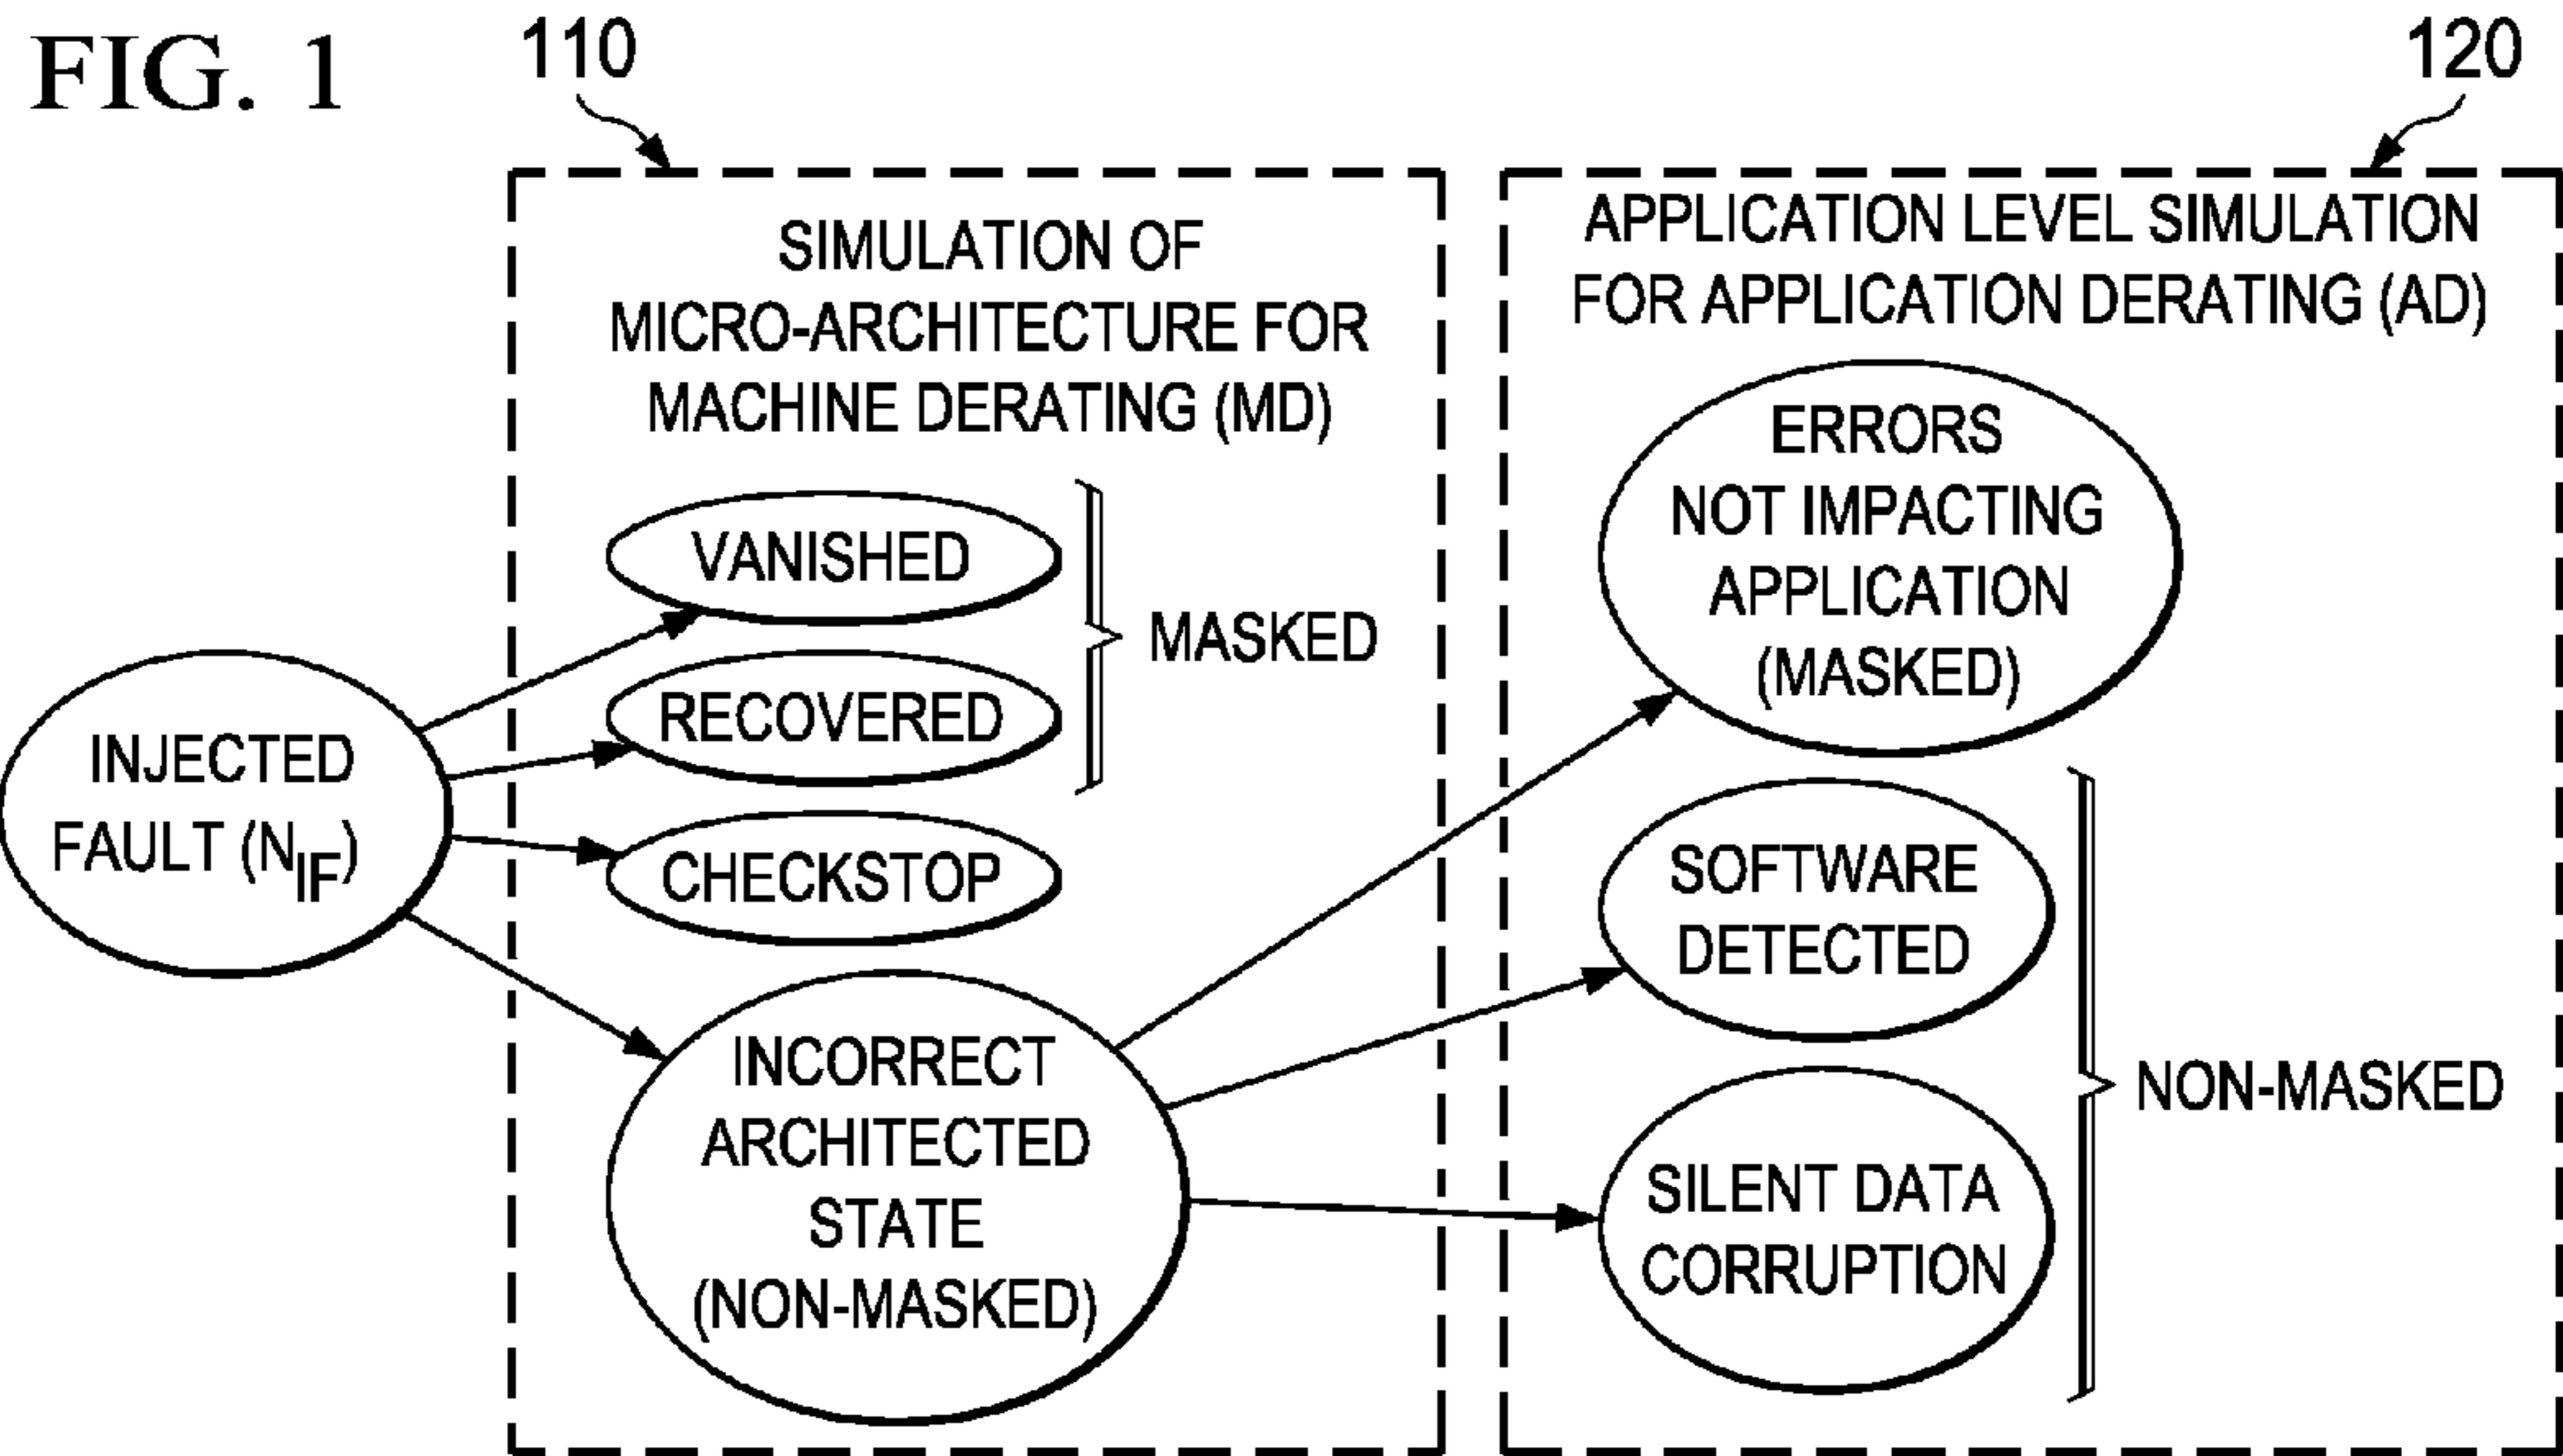 FIG. 1
110
120
SIMULATION OF
MICRO-ARCHITECTURE FOR
MACHINE DERATING (MD)
VANISHED
RECOVERED
MASKED
CHECKSTOP
INJECTED
FAULT (N_IF)
INCORRECT
ARCHITECTED
STATE
(NON-MASKED)
APPLICATION LEVEL SIMULATION
FOR APPLICATION DERATING (AD)
ERRORS
NOT IMPACTING
APPLICATION
(MASKED)
SOFTWARE
DETECTED
SILENT DATA
CORRUPTION
NON-MASKED